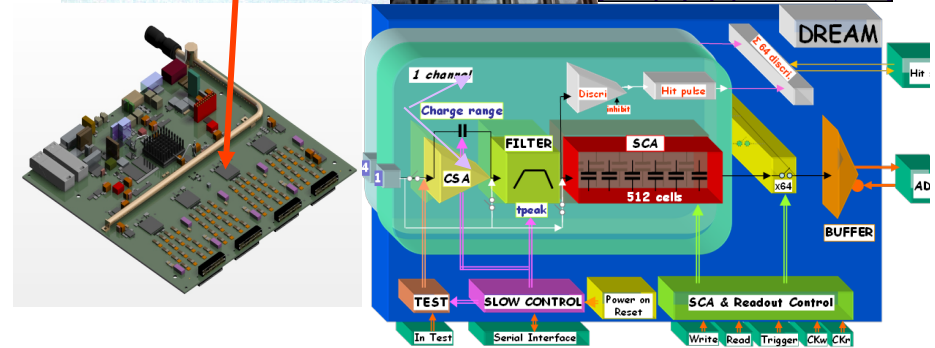 DREAM
Σ 64 discri.
Hit
1 channel
Discri
inhibit
Hit pulse
Charge range
FILTER
SCA
4
1
CSA
512 cells
x64
tpeak
AD
BUFFER
TEST
SLOW CONTROL
Power on
Reset
SCA & Readout Control
In Test
Serial Interface
Write
Read
Trigger
CKw
CKr